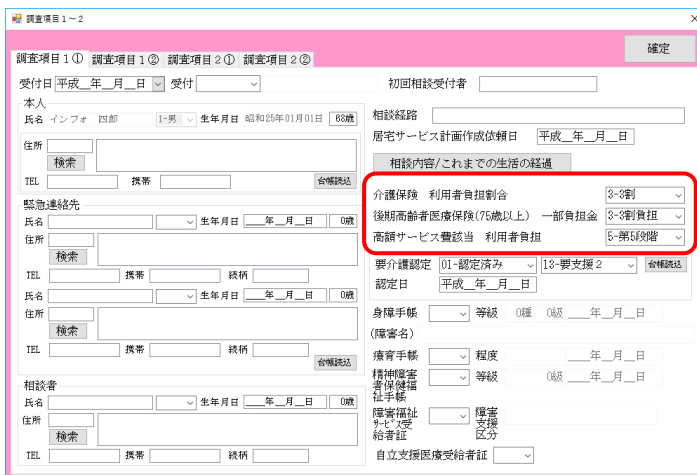 調査項目1～2
確定
調査項目1① 調査項目1② 調査項目2① 調査項目2②
受付日 平成__年__月__日 受付 初回相談受付者
本人
氏名 インフォ 四郎 1-男 生年月日 昭和25年01月01日 68歳
住所
検索
TEL 携帯 台帳読込
緊急連絡先
氏名 生年月日 ____年__月__日 0歳
住所
検索
TEL 携帯 続柄
氏名 生年月日 ____年__月__日 0歳
住所
検索
TEL 携帯 続柄
台帳読込
相談者
氏名 生年月日 ____年__月__日 0歳
住所
検索
TEL 携帯 続柄
相談経路
居宅サービス計画作成依頼日 平成__年__月__日
相談内容/これまでの生活の経過
介護保険 利用者負担割合 3-3割
後期高齢者医療保険(75歳以上) 一部負担金 3-3割負担
高額サービス費該当 利用者負担 5-第5段階
要介護認定 01-認定済み 13-要支援2 台帳読込
認定日 平成__年__月__日
身障手帳 等級 0種 0級 ____年__月__日
(障害名)
療育手帳 程度 ____年__月__日
精神障害者保健福祉手帳 等級 0級 ____年__月__日
障害福祉サービス受給者証 障害支援区分
自立支援医療受給者証